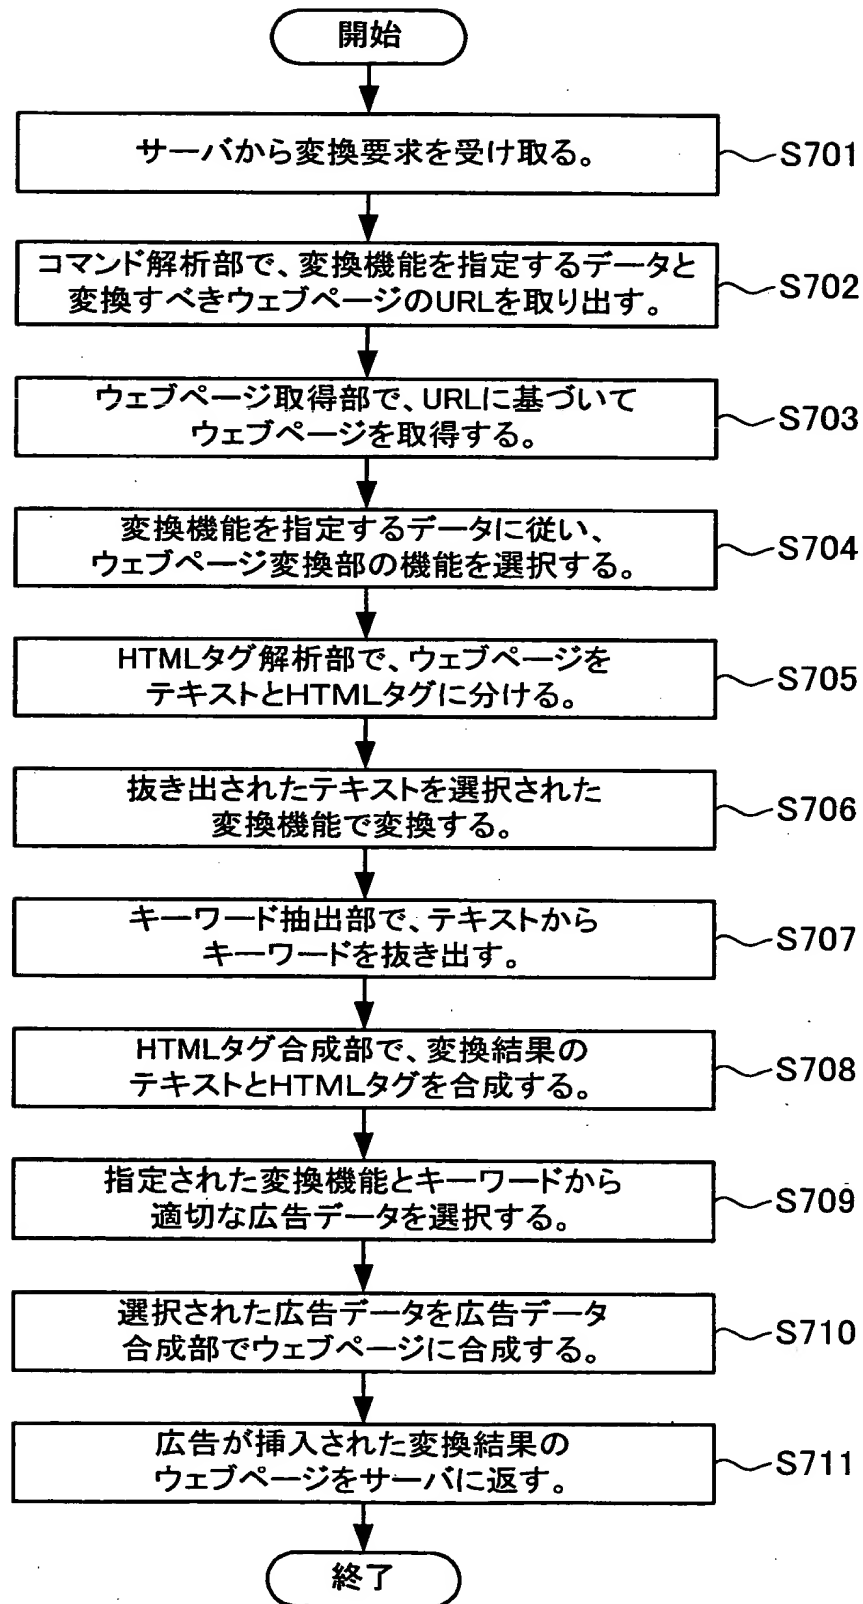 開始
サーバから変換要求を受け取る。
S701
コマンド解析部で、変換機能を指定するデータと
変換すべきウェブページのURLを取り出す。
S702
ウェブページ取得部で、URLに基づいて
ウェブページを取得する。
S703
変換機能を指定するデータに従い、
ウェブページ変換部の機能を選択する。
S704
HTMLタグ解析部で、ウェブページを
テキストとHTMLタグに分ける。
S705
抜き出されたテキストを選択された
変換機能で変換する。
S706
キーワード抽出部で、テキストから
キーワードを抜き出す。
S707
HTMLタグ合成部で、変換結果の
テキストとHTMLタグを合成する。
S708
指定された変換機能とキーワードから
適切な広告データを選択する。
S709
選択された広告データを広告データ
合成部でウェブページに合成する。
S710
広告が挿入された変換結果の
ウェブページをサーバに返す。
S711
終了